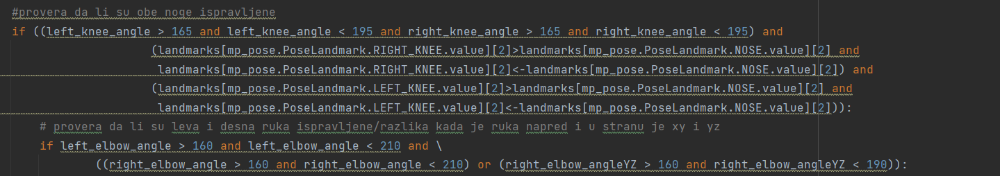 #provera da li su obe noge ispravljene
if ((left_knee_angle > 165 and left_knee_angle < 195 and right_knee_angle > 165 and right_knee_angle < 195) and
(landmarks[mp_pose.PoseLandmark.RIGHT_KNEE.value][2]>landmarks[mp_pose.PoseLandmark.NOSE.value][2] and
landmarks[mp_pose.PoseLandmark.RIGHT_KNEE.value][2]<-landmarks[mp_pose.PoseLandmark.NOSE.value][2]) and
(landmarks[mp_pose.PoseLandmark.LEFT_KNEE.value][2]>landmarks[mp_pose.PoseLandmark.NOSE.value][2] and
landmarks[mp_pose.PoseLandmark.LEFT_KNEE.value][2]<-landmarks[mp_pose.PoseLandmark.NOSE.value][2])):
# provera da li su leva i desna ruka ispravljene/razlika kada je ruka napred i u stranu je xy i yz
if left_elbow_angle > 160 and left_elbow_angle < 210 and \
((right_elbow_angle > 160 and right_elbow_angle < 210) or (right_elbow_angleYZ > 160 and right_elbow_angleYZ < 190)):